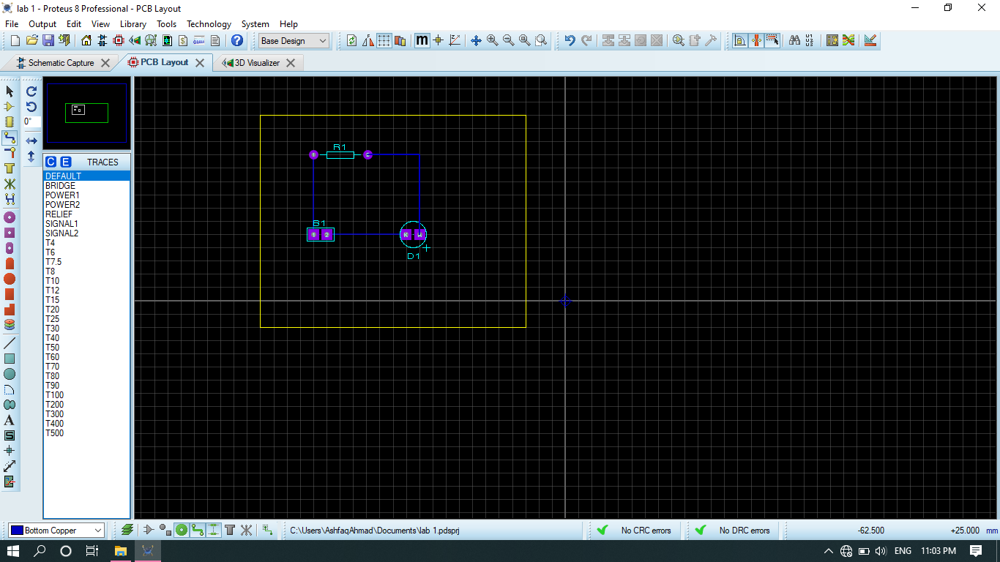 lab 1 - Proteus 8 Professional - PCB Layout
File Output Edit View Library Tools Technology System Help
$ ? Base Design m U1 U2 U3
Schematic Capture PCB Layout 3D Visualizer
0°
C E TRACES
DEFAULT
BRIDGE
POWER1
POWER2
RELIEF
SIGNAL1
SIGNAL2
T4
T6
T7.5
T8
T10
T12
T15
T20
T25
T30
T40
T50
T60
T70
T80
T90
T100
T200
T300
T400
T500
R1
B1
2 K
D1
A
S
Bottom Copper C:\Users\AshfaqAhmad\Documents\lab 1.pdsprj No CRC errors No DRC errors -62.500 +25.000 mm
ENG 11:03 PM